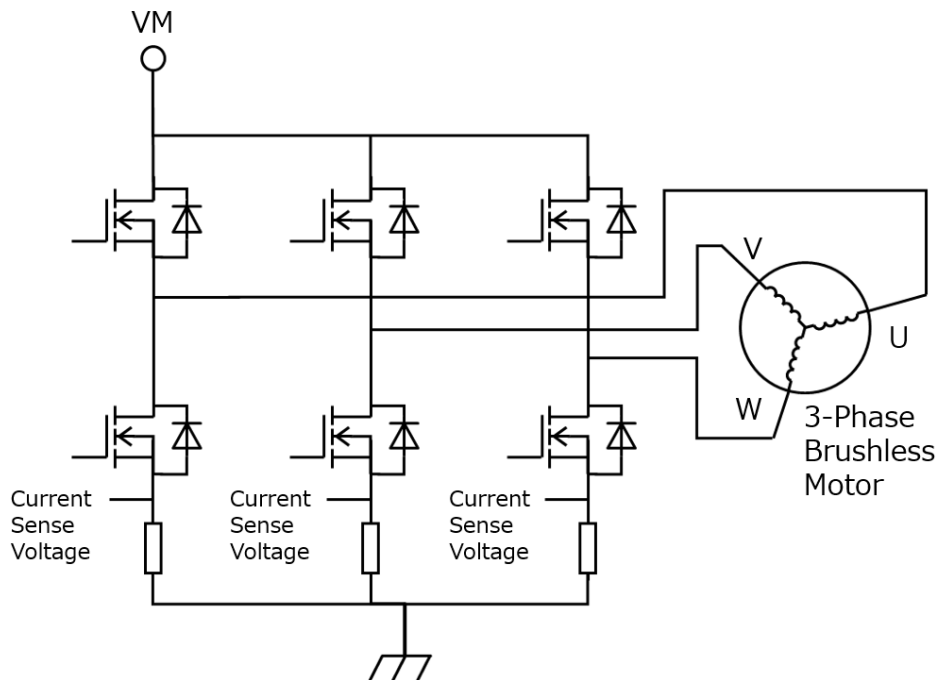 VM
V
U
W
3-Phase
Brushless
Motor
Current
Sense
Voltage
Current
Sense
Voltage
Current
Sense
Voltage